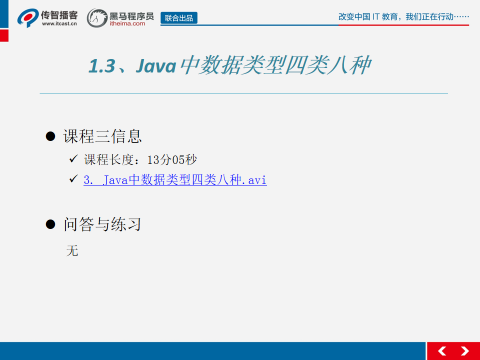 传智播客
www.itcast.cn
黑马程序员
itheima.com
联合出品
改变中国 IT 教育，我们正在行动……
1.3、Java中数据类型四类八种
课程三信息
课程长度：13分05秒
3. Java中数据类型四类八种.avi
问答与练习
无